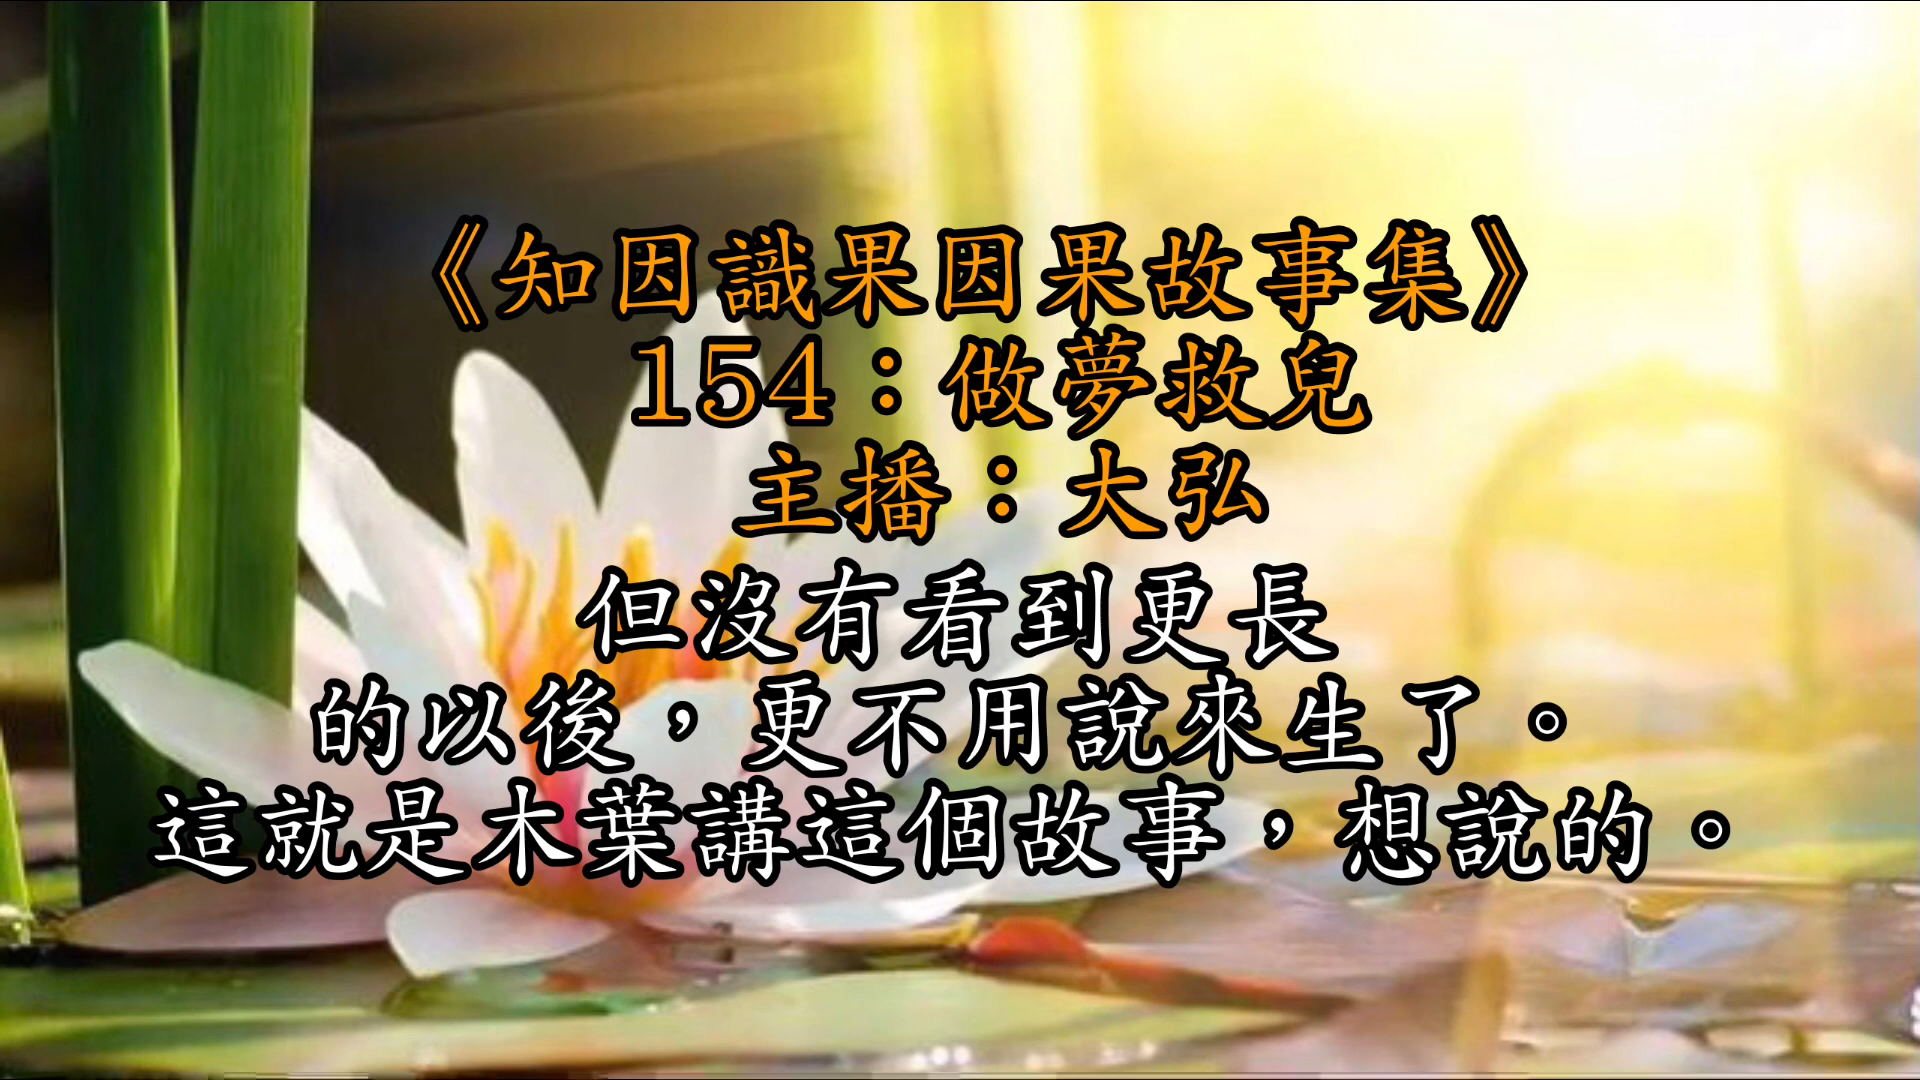 《知因識果因果故事集》
154：做夢救兒
主播：大弘
但沒有看到更長
的以後，更不用說來生了。
這就是木葉講這個故事，想說的。